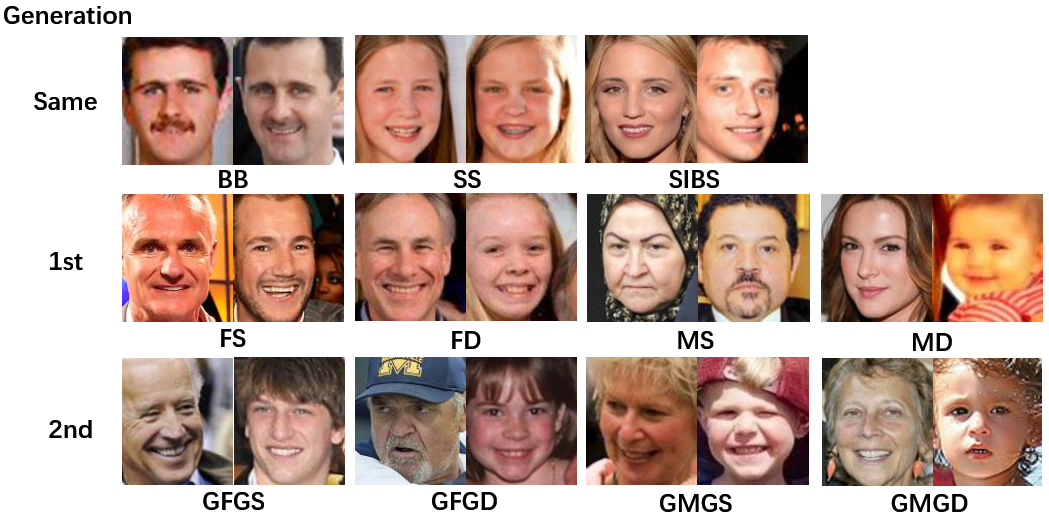 Generation
Same
BB
SS
SIBS
1st
FS
FD
MS
MD
2nd
M
GFGS
GFGD
GMGS
GMGD